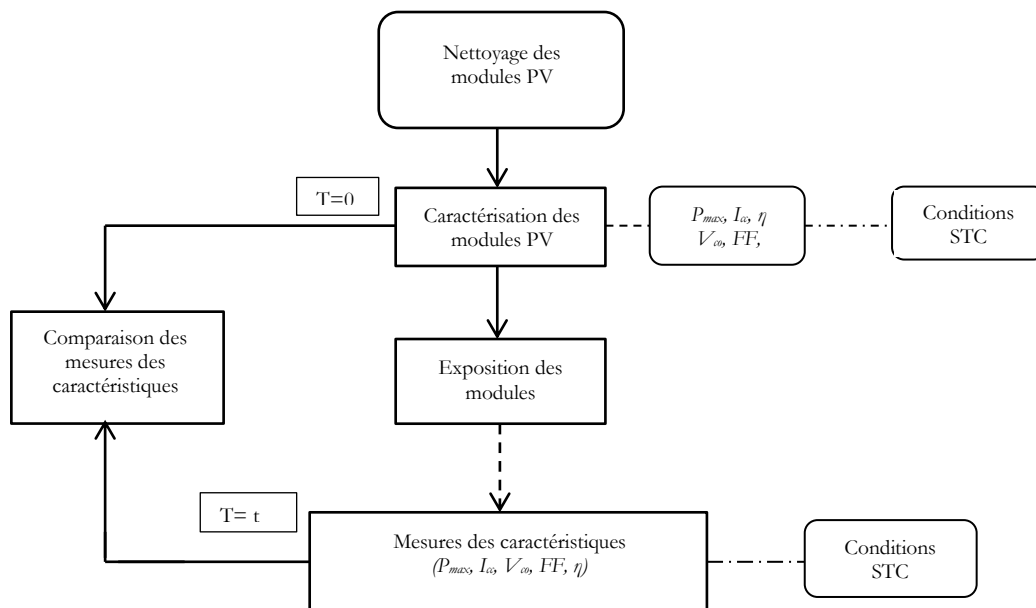 Nettoyage des
modules PV
T=0
Caractérisation des
modules PV
Pmax, Icc, η
Vco, FF,
Conditions
STC
Comparaison des
mesures des
caractéristiques
Exposition des
modules
T= t
Mesures des caractéristiques
(Pmax, Icc, Vco, FF, η)
Conditions
STC